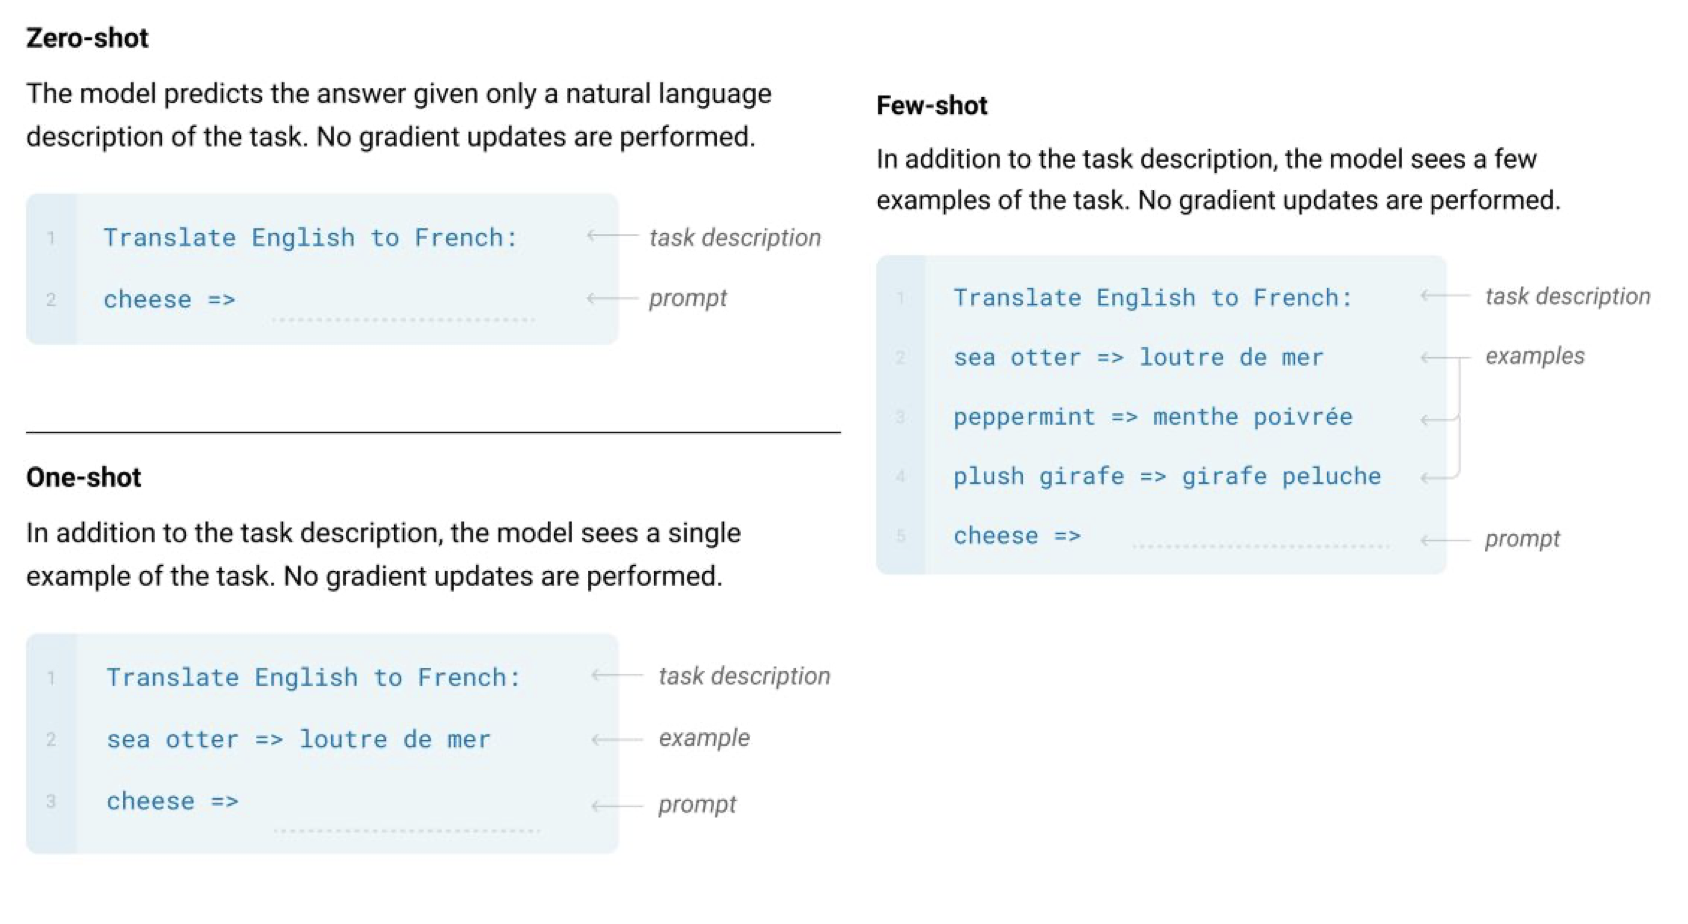 Zero-shot
The model predicts the answer given only a natural language
description of the task. No gradient updates are performed.
1 Translate English to French: task description
2 cheese => prompt
One-shot
In addition to the task description, the model sees a single
example of the task. No gradient updates are performed.
1 Translate English to French: task description
2 sea otter => loutre de mer example
3 cheese => prompt
Few-shot
In addition to the task description, the model sees a few
examples of the task. No gradient updates are performed.
1 Translate English to French: task description
2 sea otter => loutre de mer examples
3 peppermint => menthe poivrée
4 plush girafe => girafe peluche
5 cheese => prompt